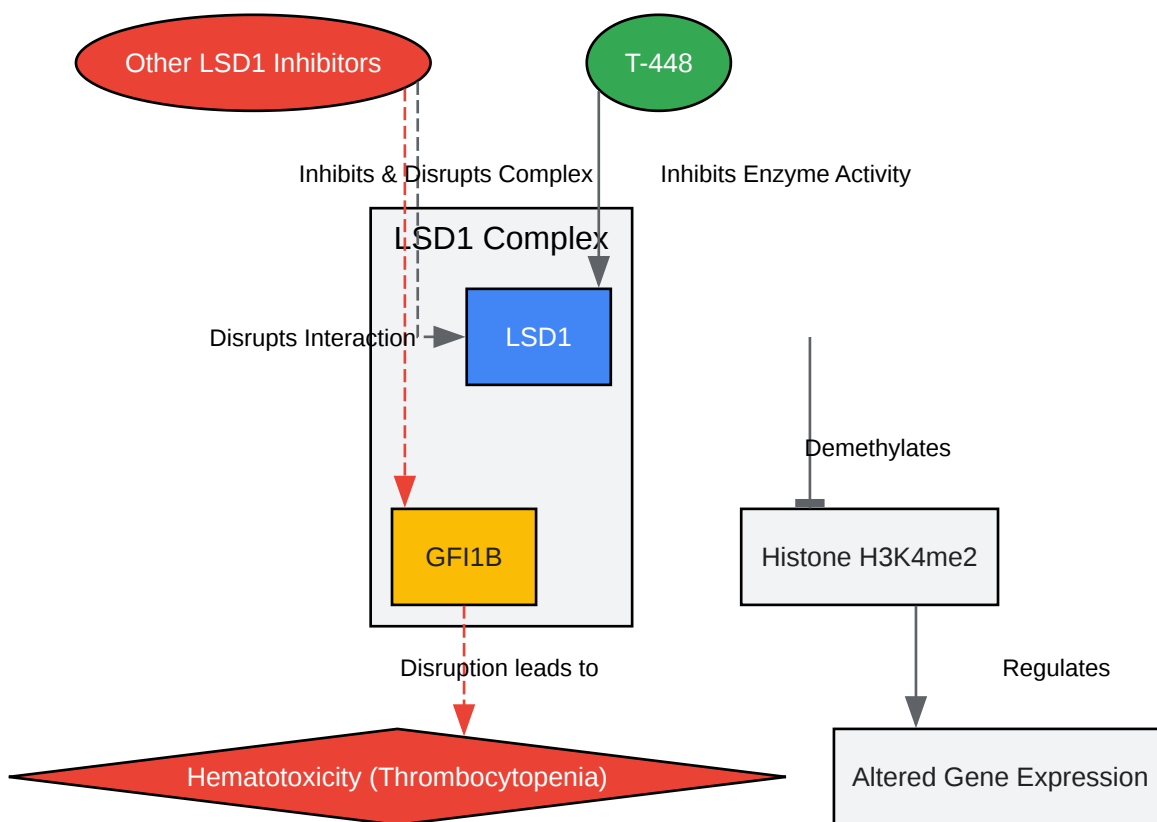 Other LSD1 Inhibitors
T-448
Inhibits & Disrupts Complex
Inhibits Enzyme Activity
LSD1 Complex
Disrupts Interaction
LSD1
Demethylates
GFI1B
Histone H3K4me2
Disruption leads to
Regulates
Hematotoxicity (Thrombocytopenia)
Altered Gene Expression